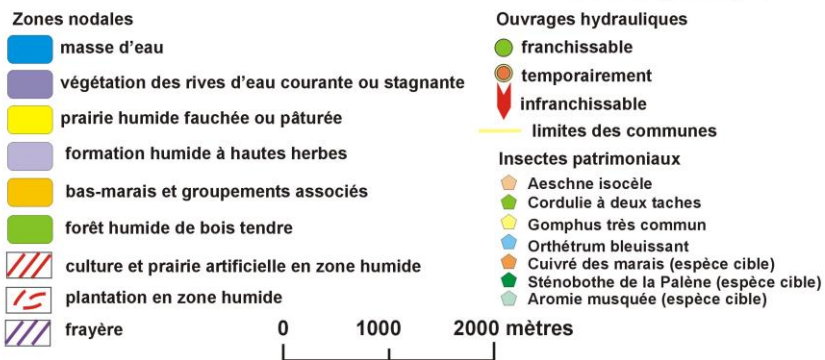 Zones nodales
masse d'eau
végétation des rives d'eau courante ou stagnante
prairie humide fauchée ou pâturée
formation humide à hautes herbes
bas-marais et groupements associés
forêt humide de bois tendre
culture et prairie artificielle en zone humide
plantation en zone humide
frayère
Ouvrages hydrauliques
franchissable
temporairement
infranchissable
limites des communes
Insectes patrimoniaux
Aeschne isocèle
Cordulie à deux taches
Gomphus très commun
Orthétrum bleuissant
Cuivré des marais (espèce cible)
Sténobothe de la Palène (espèce cible)
Aromie musquée (espèce cible)
0 1000 2000 mètres